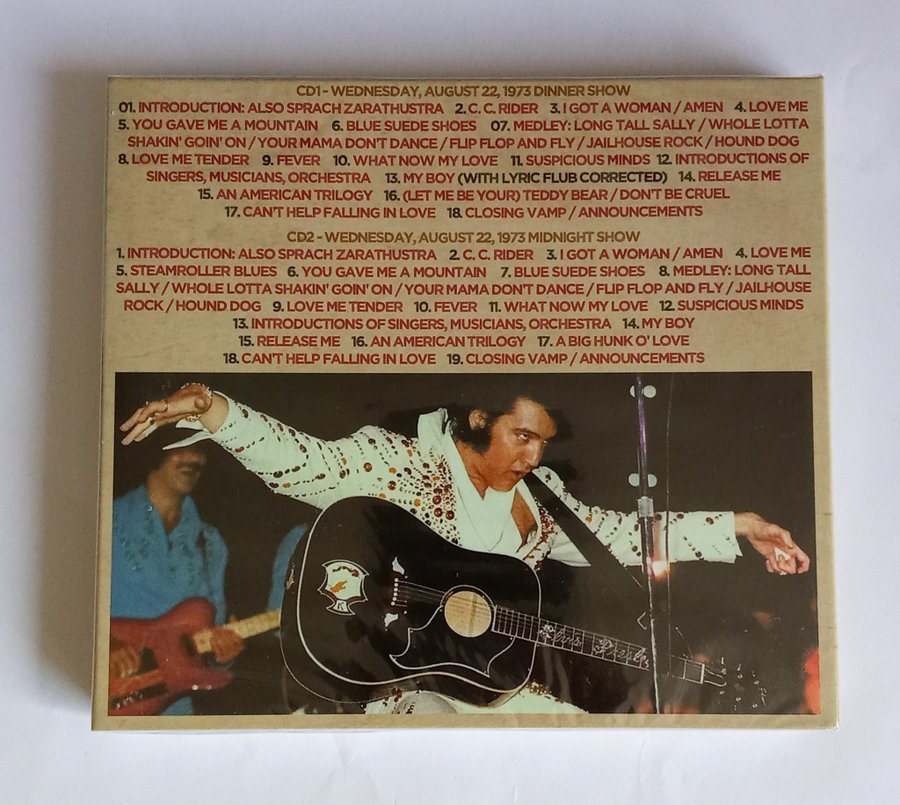 CD1 - WEDNESDAY, AUGUST 22, 1973 DINNER SHOW
01. INTRODUCTION: ALSO SPRACH ZARATHUSTRA 2. C. C. RIDER 3. I GOT A WOMAN / AMEN 4. LOVE ME
5. YOU GAVE ME A MOUNTAIN 6. BLUE SUEDE SHOES 07. MEDLEY: LONG TALL SALLY / WHOLE LOTTA
SHAKIN' GOIN' ON / YOUR MAMA DON'T DANCE / FLIP FLOP AND FLY / JAILHOUSE ROCK / HOUND DOG
8. LOVE ME TENDER 9. FEVER 10. WHAT NOW MY LOVE 11. SUSPICIOUS MINDS 12. INTRODUCTIONS OF
SINGERS, MUSICIANS, ORCHESTRA 13. MY BOY (WITH LYRIC FLUB CORRECTED) 14. RELEASE ME
15. AN AMERICAN TRILOGY 16. (LET ME BE YOUR) TEDDY BEAR / DON'T BE CRUEL
17. CAN'T HELP FALLING IN LOVE 18. CLOSING VAMP / ANNOUNCEMENTS
CD2 - WEDNESDAY, AUGUST 22, 1973 MIDNIGHT SHOW
1. INTRODUCTION: ALSO SPRACH ZARATHUSTRA 2. C. C. RIDER 3. I GOT A WOMAN / AMEN 4. LOVE ME
5. STEAMROLLER BLUES 6. YOU GAVE ME A MOUNTAIN 7. BLUE SUEDE SHOES 8. MEDLEY: LONG TALL
SALLY / WHOLE LOTTA SHAKIN' GOIN' ON / YOUR MAMA DON'T DANCE / FLIP FLOP AND FLY / JAILHOUSE
ROCK / HOUND DOG 9. LOVE ME TENDER 10. FEVER 11. WHAT NOW MY LOVE 12. SUSPICIOUS MINDS
13. INTRODUCTIONS OF SINGERS, MUSICIANS, ORCHESTRA 14. MY BOY
15. RELEASE ME 16. AN AMERICAN TRILOGY 17. A BIG HUNK O' LOVE
18. CAN'T HELP FALLING IN LOVE 19. CLOSING VAMP / ANNOUNCEMENTS
K
Elvis Presley